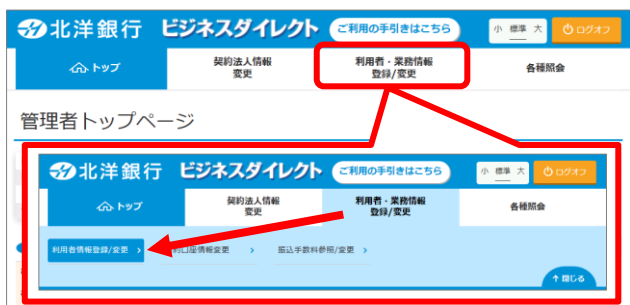 北洋銀行 ビジネスダイレクト ご利用の手引きはこちら 小 標準 大 ログオフ
トップ 契約法人情報 利用者・業務情報 各種照会
変更 登録/変更
管理者トップページ
北洋銀行 ビジネスダイレクト ご利用の手引きはこちら 小 標準 大 ログオフ
トップ 契約法人情報 利用者・業務情報 各種照会
変更 登録/変更
利用者情報登録/変更 > 口座情報変更 > 振込手数料参照/変更 >
↑ 閉じる